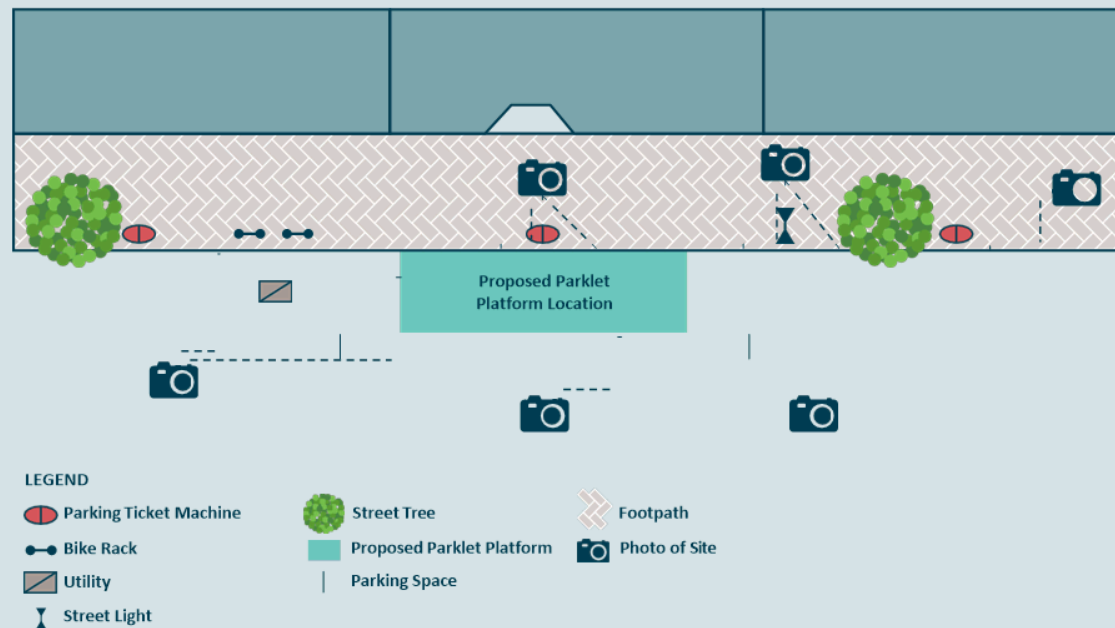 Proposed Parklet
Platform Location
LEGEND
Parking Ticket Machine
Street Tree
Footpath
Bike Rack
Proposed Parklet Platform
Photo of Site
Utility
Parking Space
Street Light